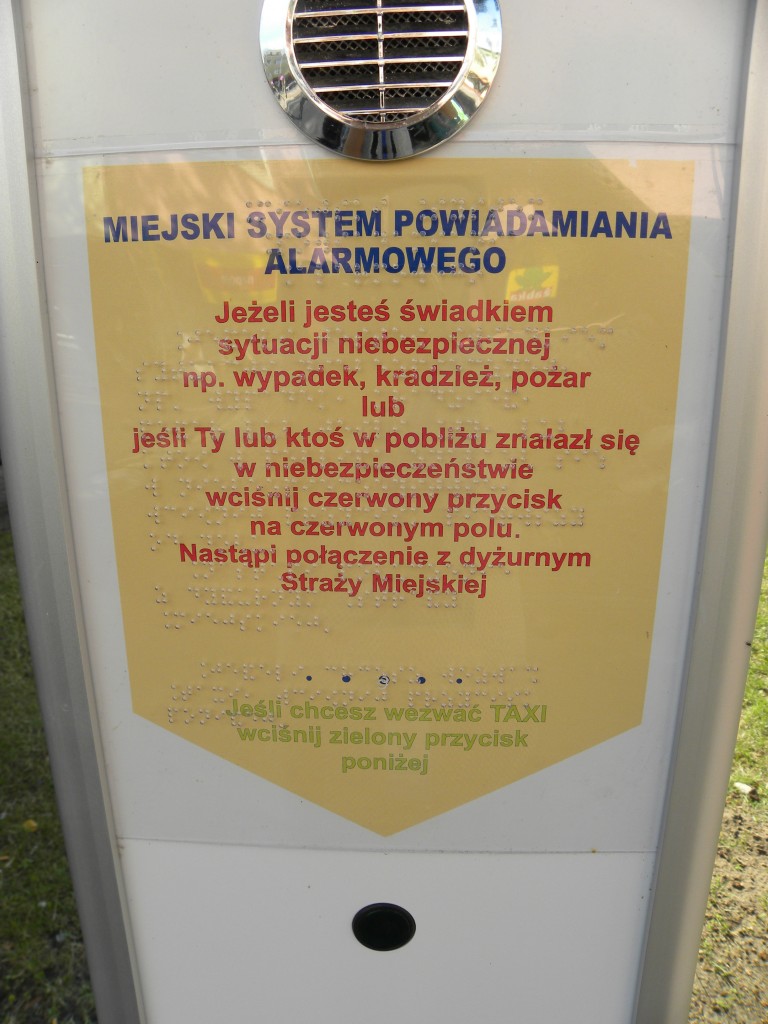 MIEJSKI SYSTEM POWIADAMIANIA
ALARMOWEGO
Jeżeli jesteś świadkiem
sytuacji niebezpiecznej
np. wypadek, kradzież, pożar
lub
jeśli Ty lub ktoś w pobliżu znalazł się
w niebezpieczeństwie
wciśnij czerwony przycisk
na czerwonym polu.
Nastąpi połączenie z dyżurnym
Straży Miejskiej
Jeśli chcesz wezwać TAXI
wciśnij zielony przycisk
poniżej